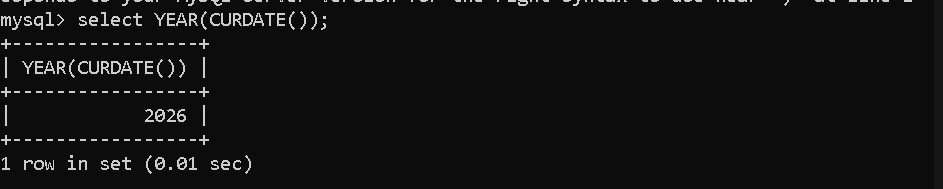 mysql> select YEAR(CURDATE());
+-----------------+
| YEAR(CURDATE()) |
+-----------------+
|            2026 |
+-----------------+
1 row in set (0.01 sec)